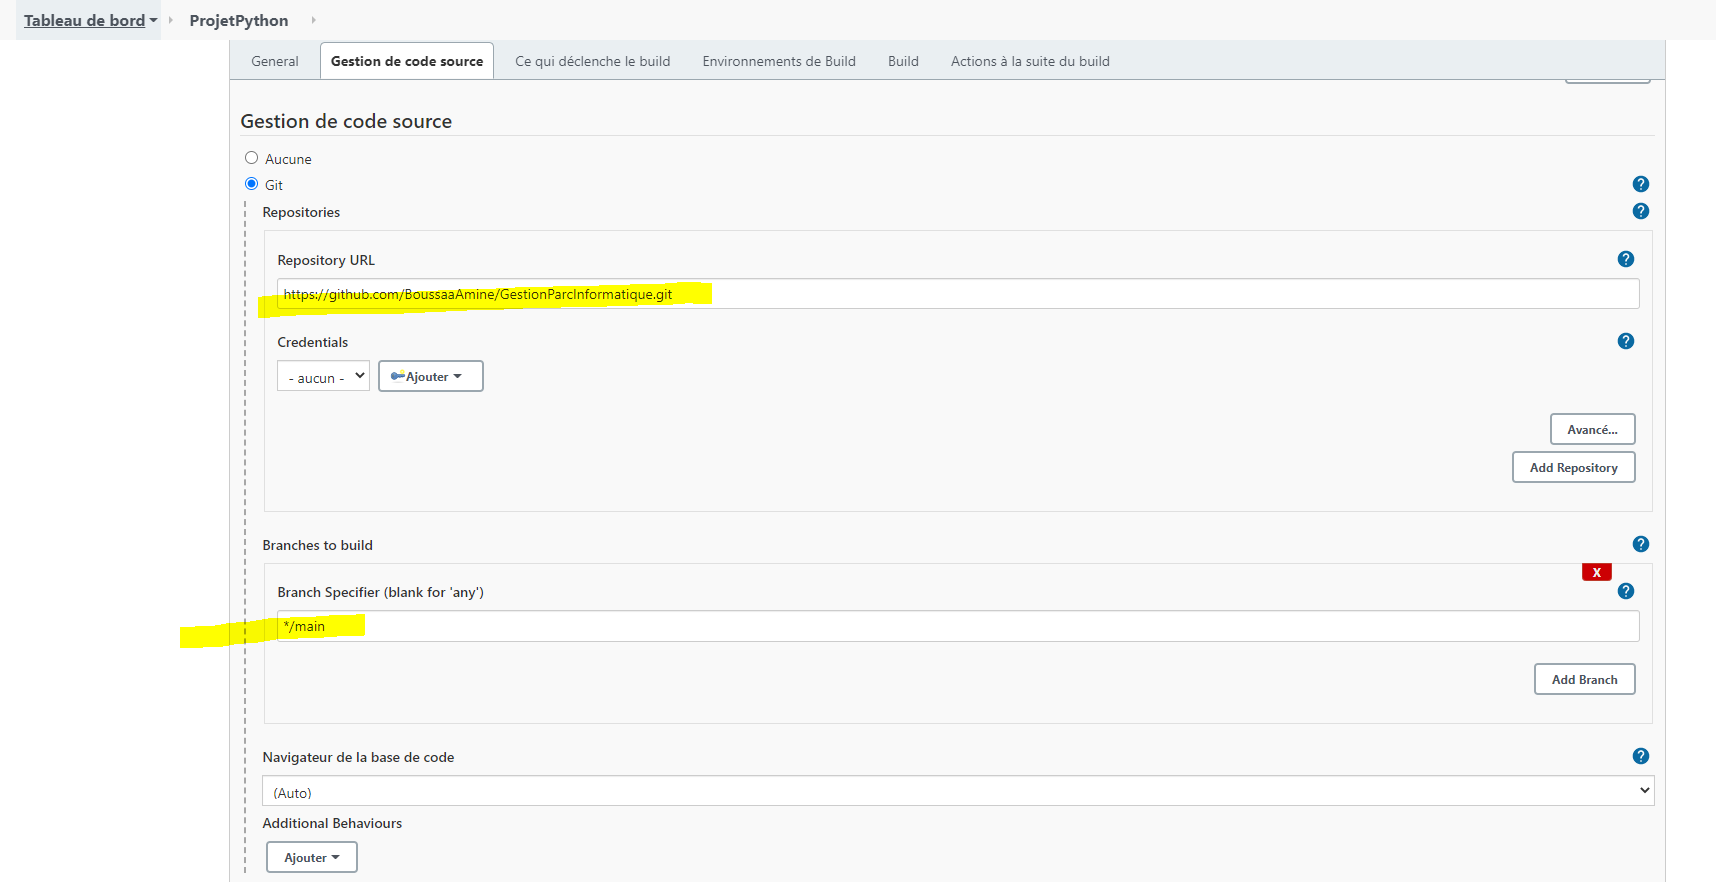 Tableau de bord ProjetPython
General Gestion de code source Ce qui déclenche le build Environnements de Build Build Actions à la suite du build
Gestion de code source
Aucune
Git
Repositories
Repository URL
https://github.com/BoussaaAmine/GestionParcInformatique.git
Credentials
- aucun - Ajouter
Avancé...
Add Repository
Branches to build
X
Branch Specifier (blank for 'any')
*/main
Add Branch
Navigateur de la base de code
(Auto)
Additional Behaviours
Ajouter